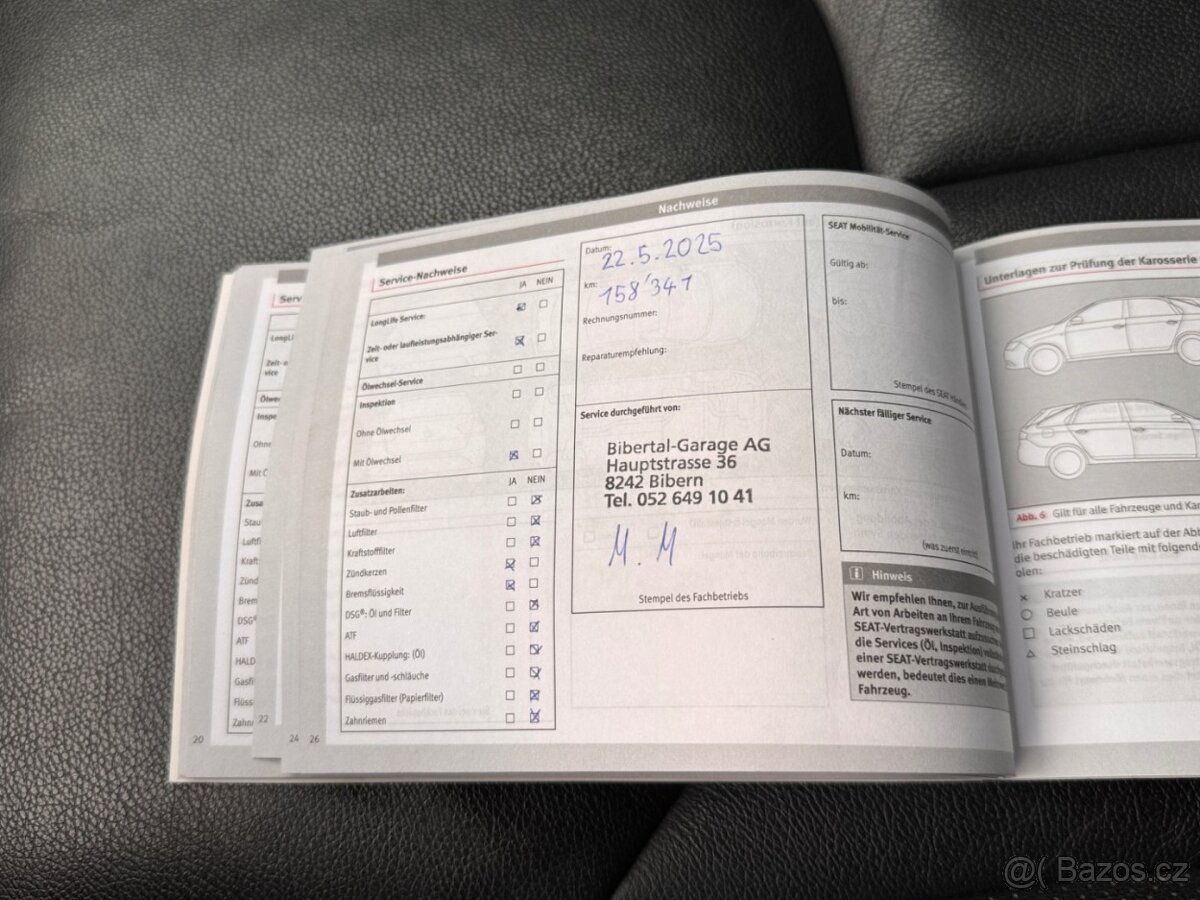 Nachweise
Service-Nachweise
JA NEIN
LongLife Service:
Zeit- oder laufleistungsabhängiger Ser-
vice
Ölwechsel-Service
Inspektion
Ohne Ölwechsel
Mit Ölwechsel
Zusatzarbeiten: JA NEIN
Staub- und Pollenfilter
Luftfilter
Kraftstofffilter
Zündkerzen
Bremsflüssigkeit
DSG®: Öl und Filter
ATF
HALDEX-Kupplung: (Öl)
Gasfilter und -schläuche
Flüssiggasfilter (Papierfilter)
Zahnriemen
Datum: 22.5.2025
km: 158'341
Rechnungsnummer:
Reparaturempfehlung:
Service durchgeführt von:
Bibertal-Garage AG
Hauptstrasse 36
8242 Bibern
Tel. 052 649 10 41
M. M
Stempel des Fachbetriebs
SEAT Mobilität-Service
Gültig ab:
bis:
Stempel des SEAT
Nächster fälliger Service
Datum:
km:
(was zuerst
Hinweis
Wir empfehlen Ihnen, zur
Art von Arbeiten an Ihrem
SEAT-Vertragswerkstatt
die Services (Öl, Inspektion)
einer SEAT-Vertragswerkstatt
werden, bedeutet dies einen
Fahrzeug.
20
22
24
26
Unterlagen zur Prüfung der Karosserie
Abb. 6 Gilt für alle Fahrzeuge und
Ihr Fachbetrieb markiert auf der
die beschädigten Teile mit
olen:
Kratzer
Beule
Lackschäden
Steinschlag
Bazos.cz